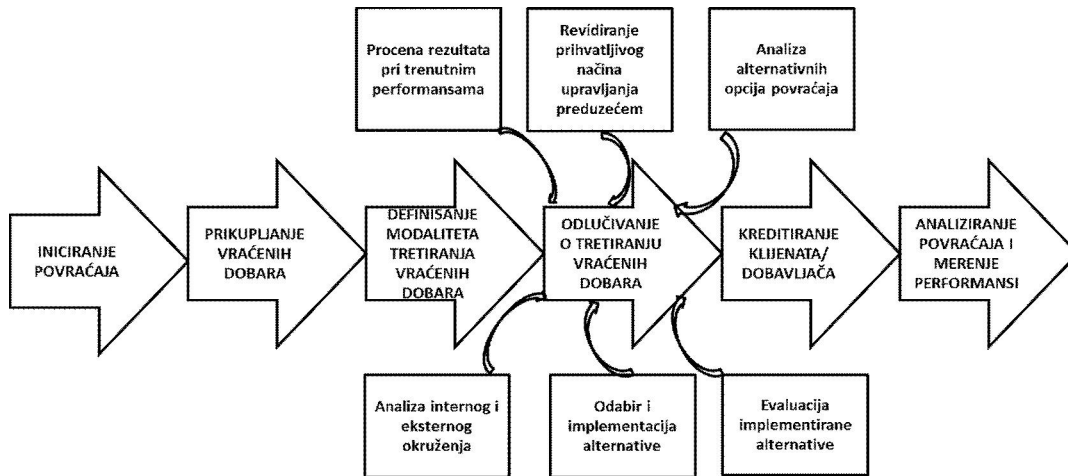 Procena rezultata
pri trenutnim
performansama
Revidiranje
prihvatljivog
načina
upravljanja
preduzećem
Analiza
alternativnih
opcija povraćaja
INICIRANJE
POVRAĆAJA
PRIKUPLJANJE
VRAĆENIH
DOBARA
DEFINISANJE
MODALITETA
TRETIRANJA
VRAĆENIH
DOBARA
ODLUČIVANJE
O TRETIRANJU
VRAĆENIH
DOBARA
KREDITIRANJE
KLIJENATA/
DOBAVLJAČA
ANALIZIRANJE
POVRAĆAJA I
MERENJE
PERFORMANSI
Analiza internog i
eksternog
okruženja
Odabir i
implementacija
alternative
Evaluacija
implementirane
alternative